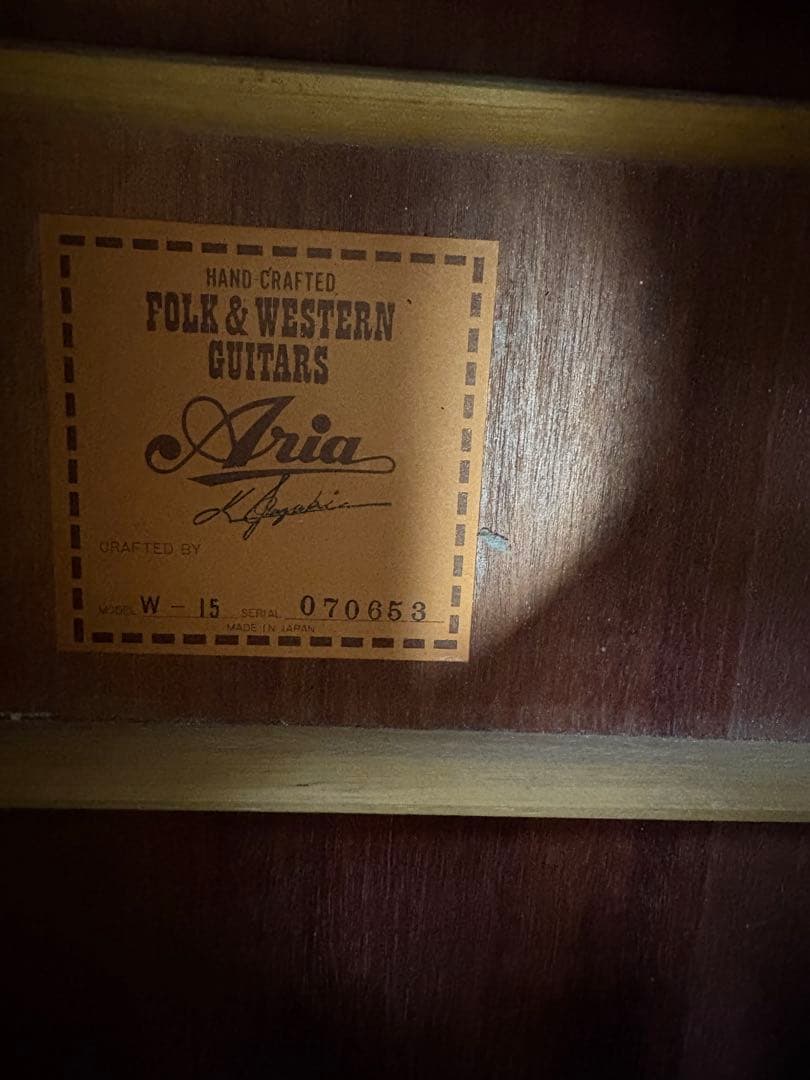 HAND-CRAFTED
FOLK & WESTERN
GUITARS
Aria
CRAFTED BY
MODEL W - 15 SERIAL 070653
MADE IN JAPAN